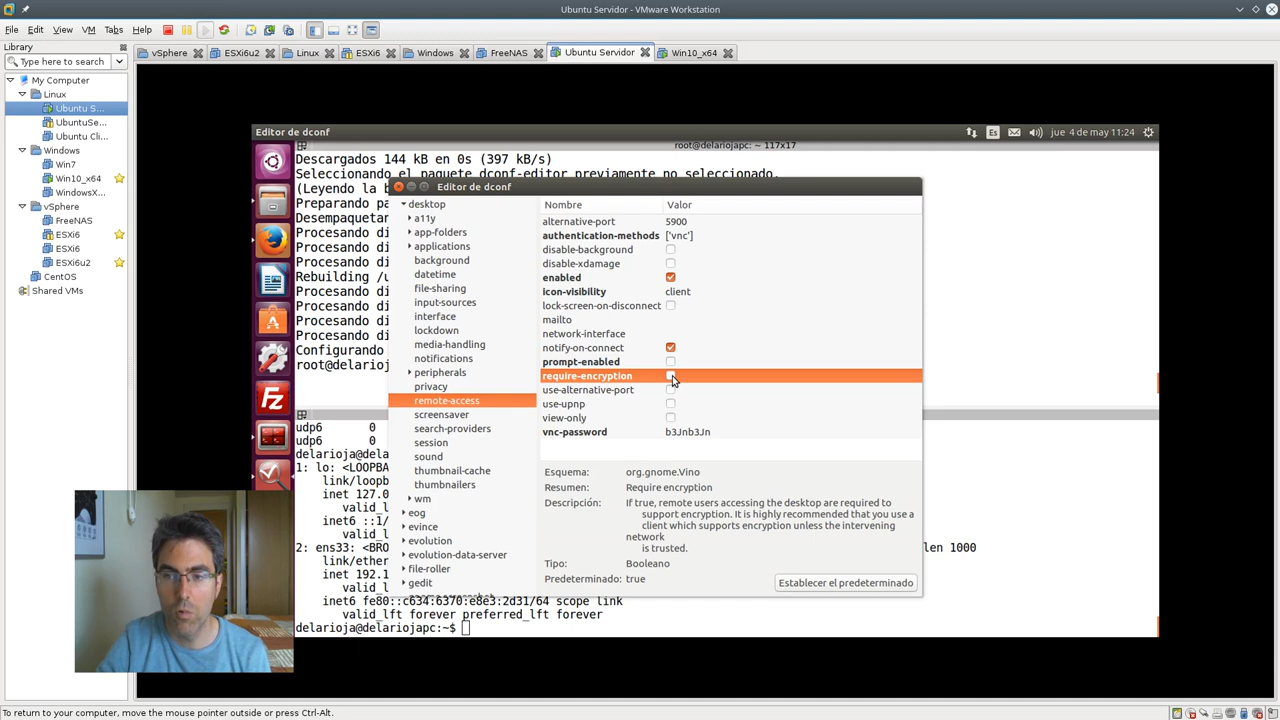 Ubuntu Servidor - VMware Workstation
File Edit View VM Tabs Help
Library
Type here to search
vSphere ESXi6u2 Linux ESXi6 Windows FreeNAS Ubuntu Servidor Win10_x64
My Computer
Linux
Ubuntu S...
UbuntuSe...
Ubuntu Cli...
Windows
Win7
Win10_x64
WindowsX...
vSphere
FreeNAS
ESXi6
ESXi6
ESXi6u2
CentOS
Shared VMs
Editor de dconf
Es
jue 4 de may 11:24
root@delariojapc: ~ 117x17
Descargados 144 kB en 0s (397 kB/s)
Seleccionando el paquete dconf-editor previamente no seleccionado.
(Leyendo la b
Preparando pa
Desempaquetan
Procesando di
Procesando di
Procesando di
Rebuilding /u
Procesando di
Procesando di
Procesando di
Configurando
root@delarioj
Editor de dconf
desktop
a11y
app-folders
applications
background
datetime
file-sharing
input-sources
interface
lockdown
media-handling
notifications
peripherals
privacy
remote-access
screensaver
search-providers
session
sound
thumbnail-cache
thumbnailers
wm
eog
evince
evolution
evolution-data-server
file-roller
gedit
Nombre Valor
alternative-port 5900
authentication-methods ['vnc']
disable-background
disable-xdamage
enabled
icon-visibility client
lock-screen-on-disconnect
mailto
network-interface
notify-on-connect
prompt-enabled
require-encryption
use-alternative-port
use-upnp
view-only
vnc-password b3Jnb3Jn
Esquema: org.gnome.Vino
Resumen: Require encryption
Descripción: If true, remote users accessing the desktop are required to
support encryption. It is highly recommended that you use a
client which supports encryption unless the intervening
network
is trusted.
Tipo: Booleano
Predeterminado: true
Establecer el predeterminado
udp6 0
udp6 0
delarioja@del
1: lo: <LOOPBA
link/loopb
inet 127.0
valid_l
inet6 ::1/
valid_l
2: ens33: <BRO
len 1000
link/ethe
inet 192.1
valid_l
inet6 fe80::c634:6370:e8e3:2d31/64 scope link
valid_lft forever preferred_lft forever
delarioja@delariojapc:~$
To return to your computer, move the mouse pointer outside or press Ctrl-Alt.